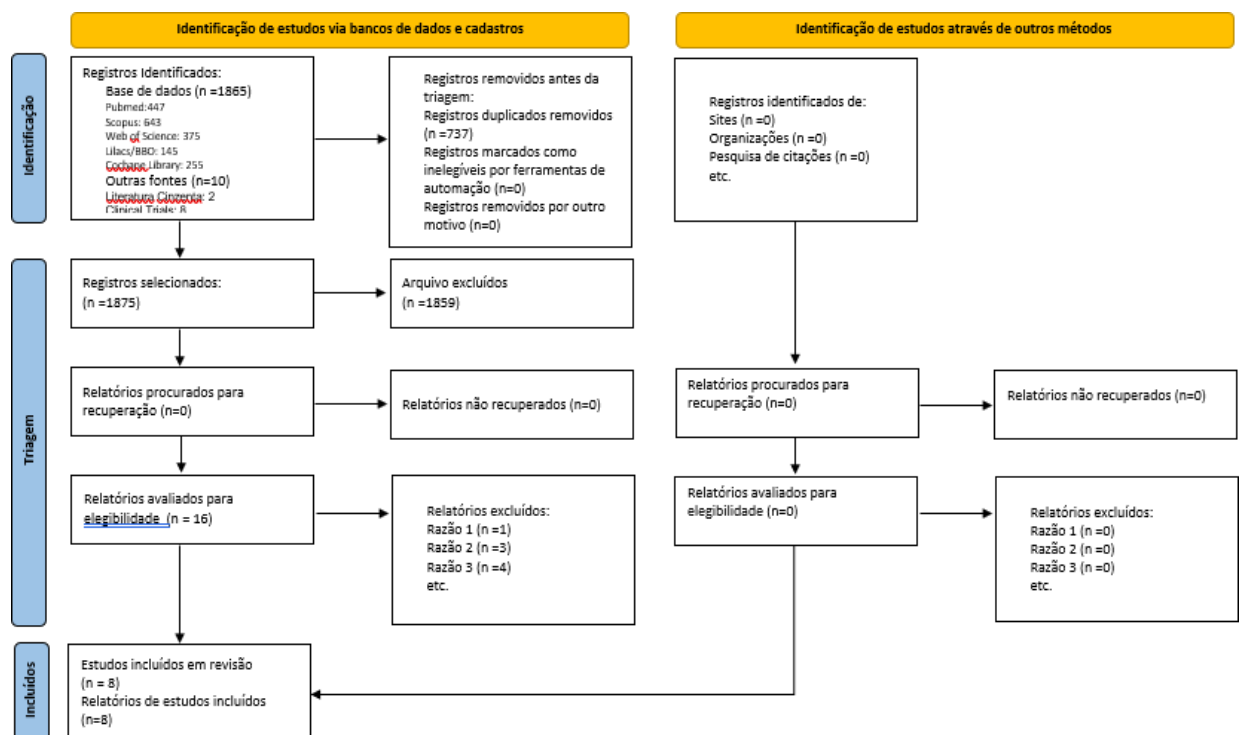 Identificação de estudos via bancos de dados e cadastros
Identificação de estudos através de outros métodos
Identificação
Registros Identificados:
Base de dados (n =1865)
Pubmed:447
Scopus: 643
Web of Science: 375
Lilacs/BBO: 145
Cochane Library: 255
Outras fontes (n=10)
Literatura Cinzenta: 2
Clinical Trials: 8
Registros removidos antes da
triagem:
Registros duplicados removidos
(n =737)
Registros marcados como
inelegíveis por ferramentas de
automação (n=0)
Registros removidos por outro
motivo (n=0)
Registros identificados de:
Sites (n =0)
Organizações (n =0)
Pesquisa de citações (n =0)
etc.
Triagem
Registros selecionados:
(n =1875)
Arquivo excluídos
(n =1859)
Relatórios procurados para
recuperação (n=0)
Relatórios não recuperados (n=0)
Relatórios procurados para
recuperação (n=0)
Relatórios não recuperados (n=0)
Relatórios avaliados para
elegibilidade (n = 16)
Relatórios excluídos:
Razão 1 (n =1)
Razão 2 (n =3)
Razão 3 (n =4)
etc.
Relatórios avaliados para
elegibilidade (n=0)
Relatórios excluídos:
Razão 1 (n =0)
Razão 2 (n =0)
Razão 3 (n =0)
etc.
Incluídos
Estudos incluídos em revisão
(n = 8)
Relatórios de estudos incluídos
(n=8)